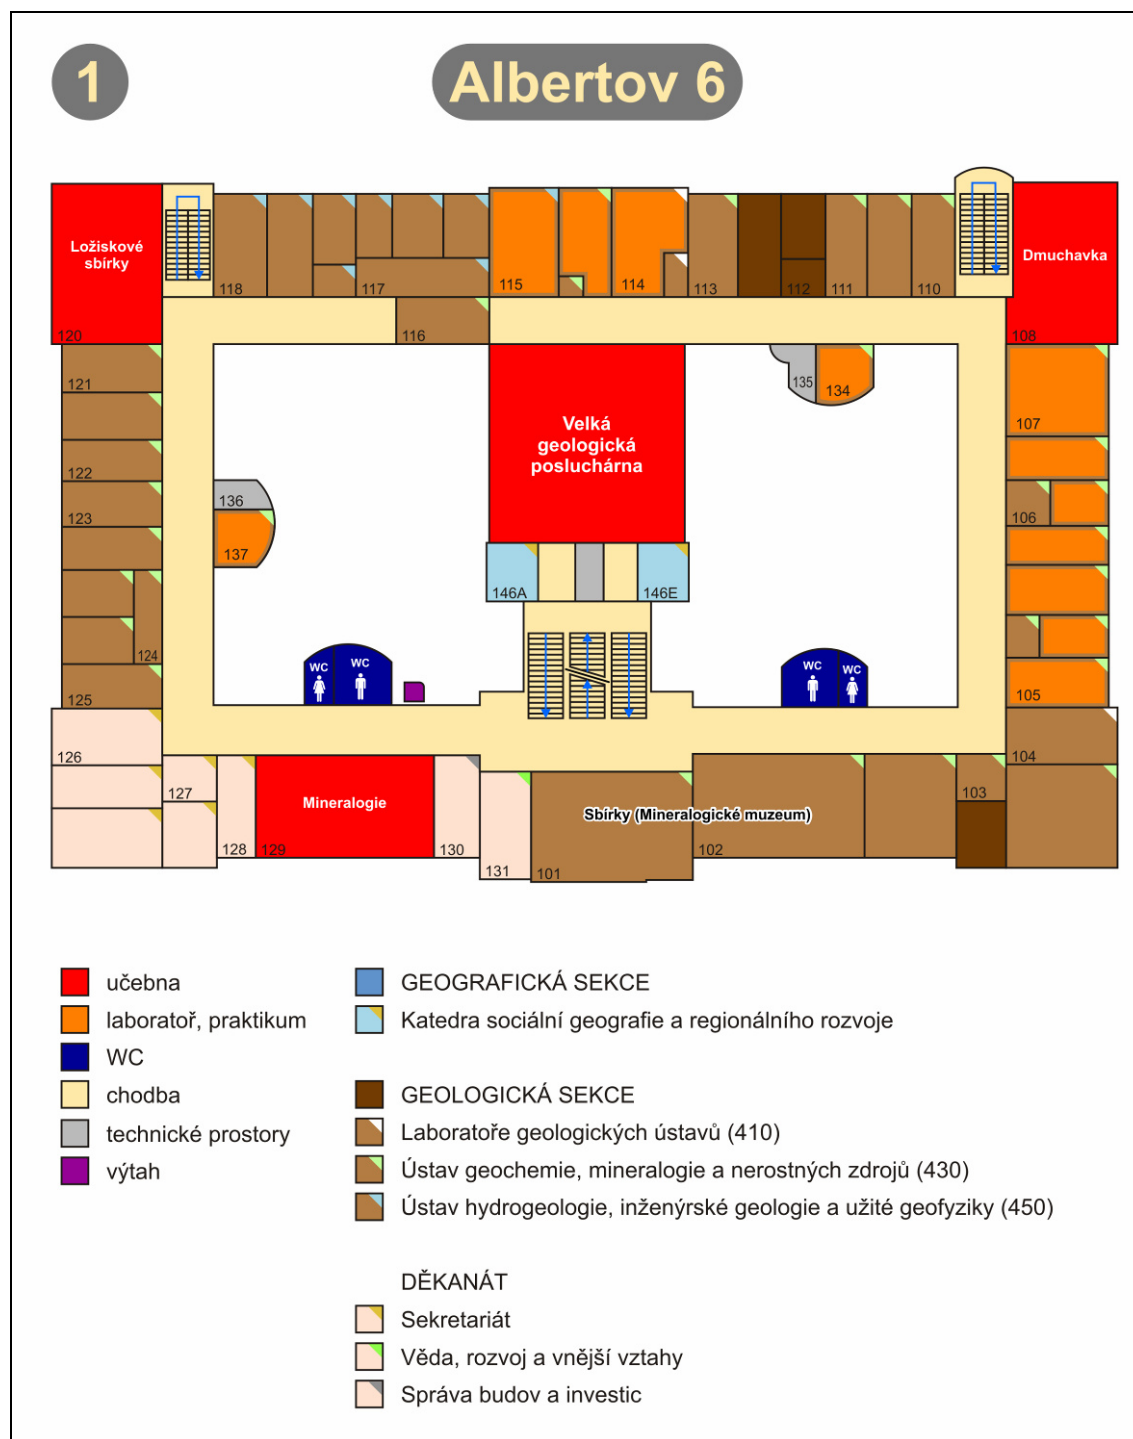 1
Albertov 6
Ložiskové
sbírky
Dmuchavka
118
117
115
114
113
112
111
110
120
116
108
121
135
134
107
122
Velká
geologická
posluchárna
136
123
106
137
146A
146E
124
WC
WC
WC
WC
125
105
126
104
127
103
Mineralogie
Sbírky (Mineralogické muzeum)
128
129
130
131
101
102
učebna
laboratoř, praktikum
WC
chodba
technické prostory
výtah
GEOGRAFICKÁ SEKCE
Katedra sociální geografie a regionálního rozvoje
GEOLOGICKÁ SEKCE
Laboratoře geologických ústavů (410)
Ústav geochemie, mineralogie a nerostných zdrojů (430)
Ústav hydrogeologie, inženýrské geologie a užité geofyziky (450)
DĚKANÁT
Sekretariát
Věda, rozvoj a vnější vztahy
Správa budov a investic